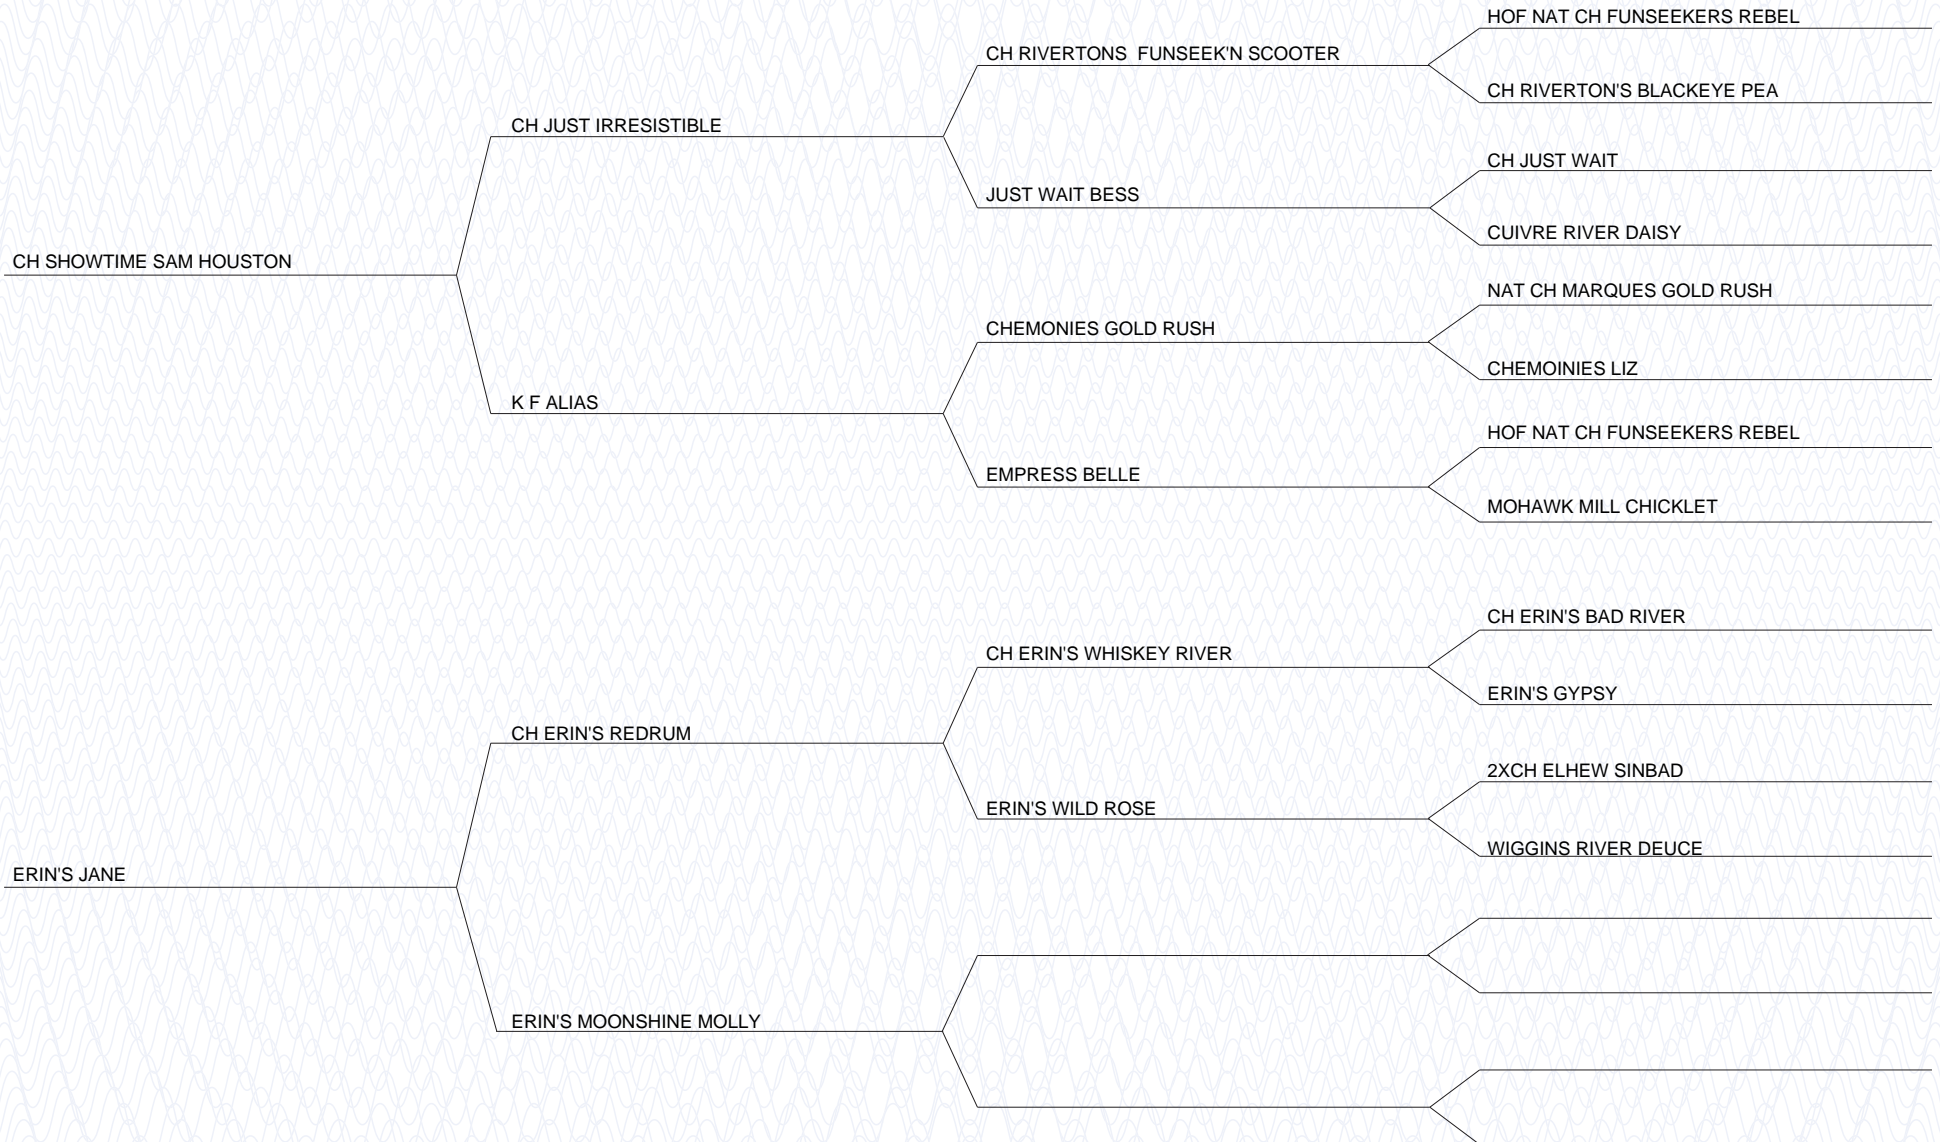 HOF NAT CH FUNSEEKERS REBEL
CH RIVERTONS  FUNSEEK'N SCOOTER
CH RIVERTON'S BLACKEYE PEA
CH JUST IRRESISTIBLE
CH JUST WAIT
JUST WAIT BESS
CUIVRE RIVER DAISY
CH SHOWTIME SAM HOUSTON
NAT CH MARQUES GOLD RUSH
CHEMONIES GOLD RUSH
CHEMOINIES LIZ
K F ALIAS
HOF NAT CH FUNSEEKERS REBEL
EMPRESS BELLE
MOHAWK MILL CHICKLET
CH ERIN'S BAD RIVER
CH ERIN'S WHISKEY RIVER
ERIN'S GYPSY
CH ERIN'S REDRUM
2XCH ELHEW SINBAD
ERIN'S WILD ROSE
WIGGINS RIVER DEUCE
ERIN'S JANE
ERIN'S MOONSHINE MOLLY